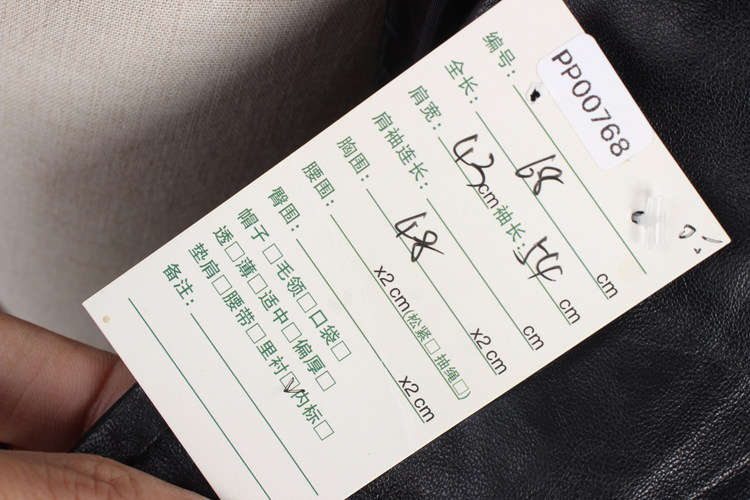 编号: PP00768
全长: 68 cm
肩宽: 43 cm 袖长: 54 cm
肩袖连长: cm
胸围: 48 x2 cm
腰围: x2 cm (松紧□ 抽绳□)
臀围: x2 cm
帽子□毛领□口袋□
透□薄□适中□偏厚□
垫肩□腰带□里衬☑内标□
备注: